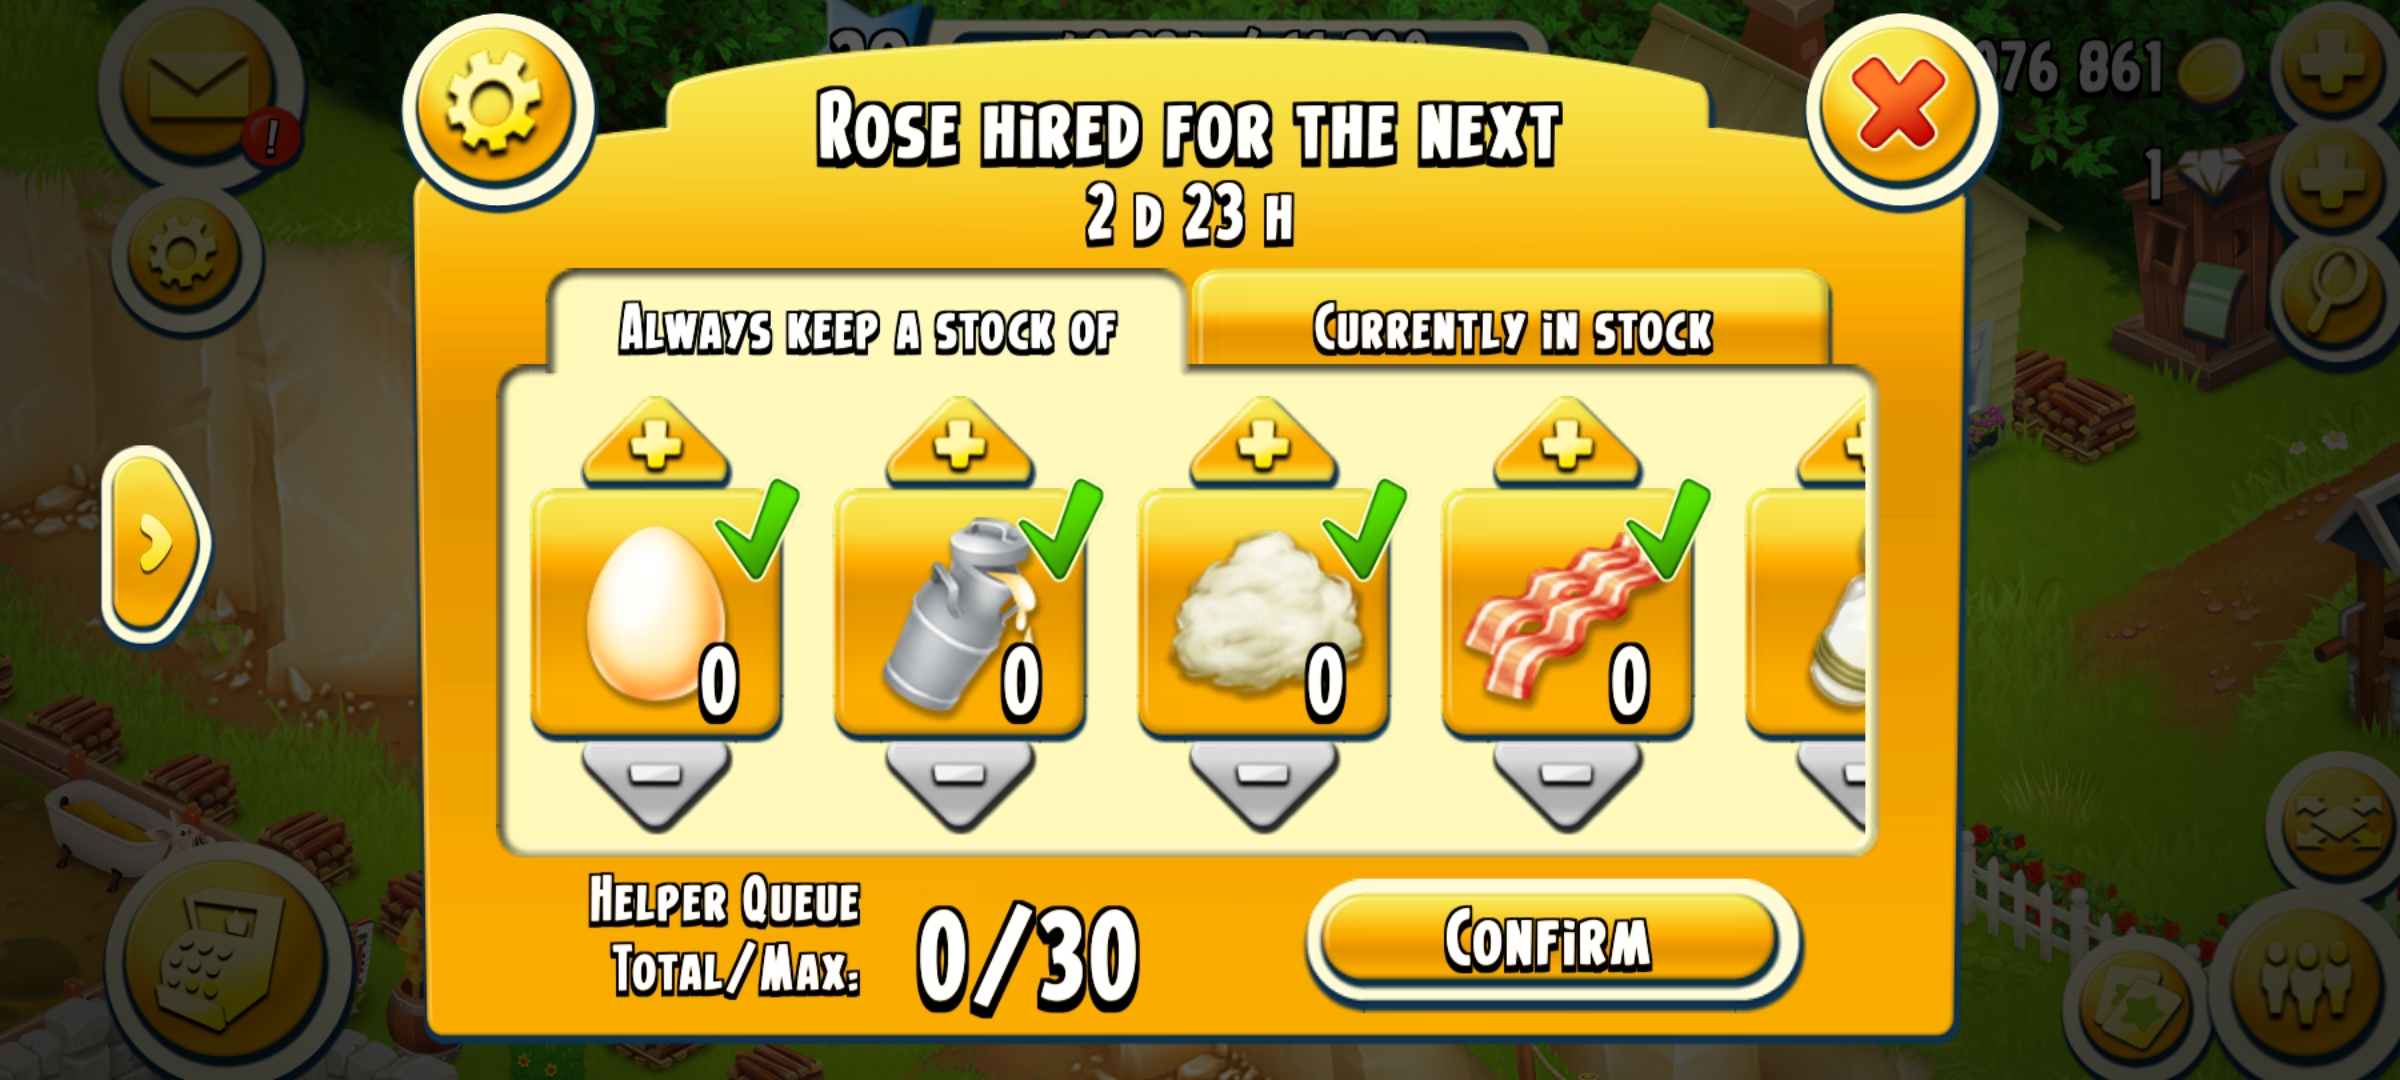 ROSE HIRED FOR THE NEXT
2 D 23 H
ALWAYS KEEP A STOCK OF
CURRENTLY IN STOCK
0
0
0
0
HELPER QUEUE
TOTAL/MAX:
0/30
CONFIRM
076 861
1
!